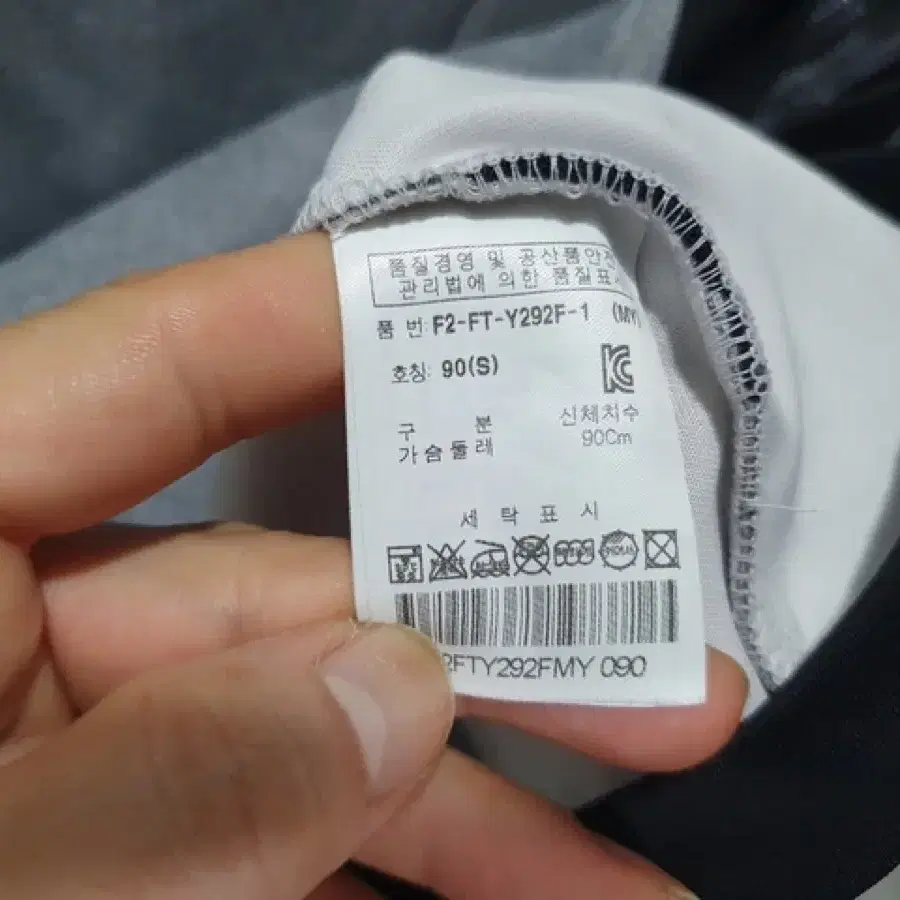 품질경영 및 공산품안전
관리법에 의한 품질표
품 번: F2-FT-Y292F-1 (MY)
호칭: 90(S)
구 분 신체치수
가슴둘레 90Cm
세 탁 표 시
2FTY292FMY 090